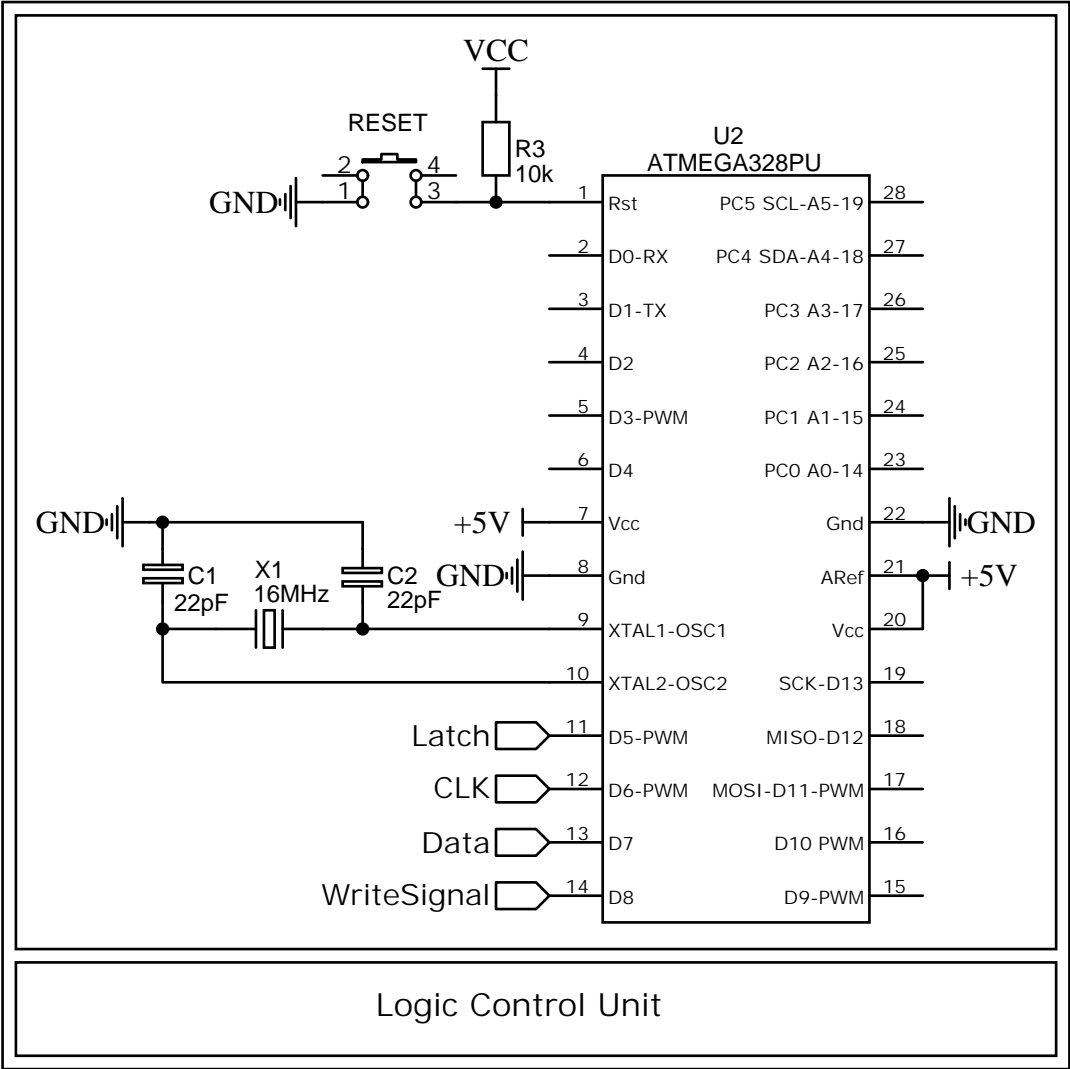 VCC
RESET
R3
10k
2
4
1
3
GND
U2
ATMEGA328PU
1 Rst
PC5 SCL-A5-19 28
2 D0-RX
PC4 SDA-A4-18 27
3 D1-TX
PC3 A3-17 26
4 D2
PC2 A2-16 25
5 D3-PWM
PC1 A1-15 24
6 D4
PC0 A0-14 23
GND
+5V
7 Vcc
Gnd 22
GND
C1
22pF
X1
16MHz
C2
22pF
GND
8 Gnd
ARef 21
+5V
9 XTAL1-OSC1
Vcc 20
10 XTAL2-OSC2
SCK-D13 19
Latch
11 D5-PWM
MISO-D12 18
CLK
12 D6-PWM
MOSI-D11-PWM 17
Data
13 D7
D10 PWM 16
WriteSignal
14 D8
D9-PWM 15
Logic Control Unit